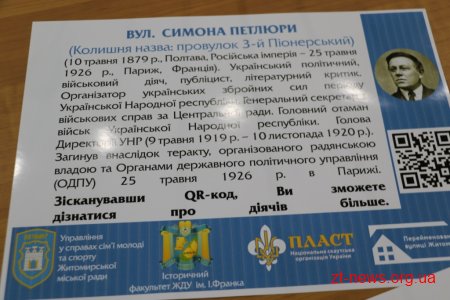 ВУЛ. СИМОНА ПЕТЛЮРИ
(Колишня назва: провулок 3-й Піонерський)
(10 травня 1879 р., Полтава, Російська імперія – 25 травня
1926 р., Париж, Франція). Український політичний,
військовий діяч, публіцист, літературний критик.
Організатор українських збройних сил періоду
Української Народної республіки. Генеральний секретар
військових справ за Центральної ради. Головний отаман
військ Української Народної республіки. Голова
Директорії УНР (9 травня 1919 р. – 10 листопада 1920 р.).
Загинув внаслідок теракту, організованого радянською
владою та Органами державного політичного управління
(ОДПУ) 25 травня 1926 р. в Парижі.
Зісканувавши QR-код, Ви зможете
дізнатися про діячів більше.
Управління
у справах сім'ї молоді
та спорту
Житомирської
міської ради
Історичний
факультет ЖДУ ім. І.Франка
ПЛАСТ
Національна скаутська
організація України
Перейменован
вулиці Житом
zt-news.org.ua